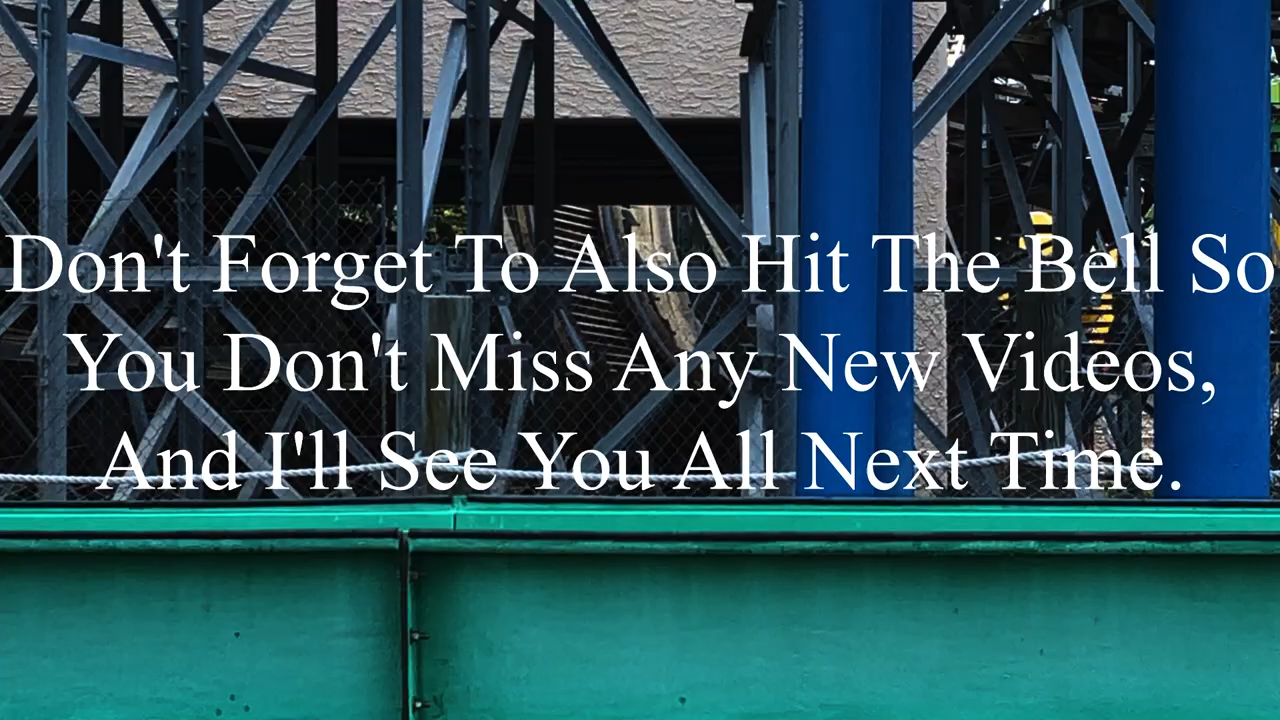 Don't Forget To Also Hit The Bell So
You Don't Miss Any New Videos,
And I'll See You All Next Time.